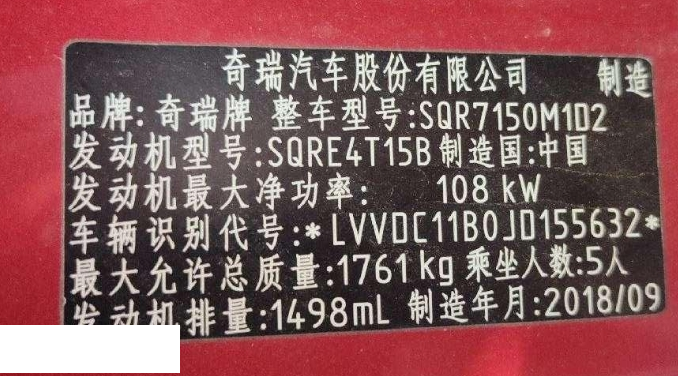 奇瑞汽车股份有限公司 制造
品牌: 奇瑞牌 整车型号:SQR7150M1D2
发动机型号:SQRE4T15B 制造国:中国
发动机最大净功率: 108 kW
车辆识别代号:*LVVDC11B0JD155632*
最大允许总质量:1761kg 乘坐人数:5人
发动机排量:1498mL 制造年月:2018/09